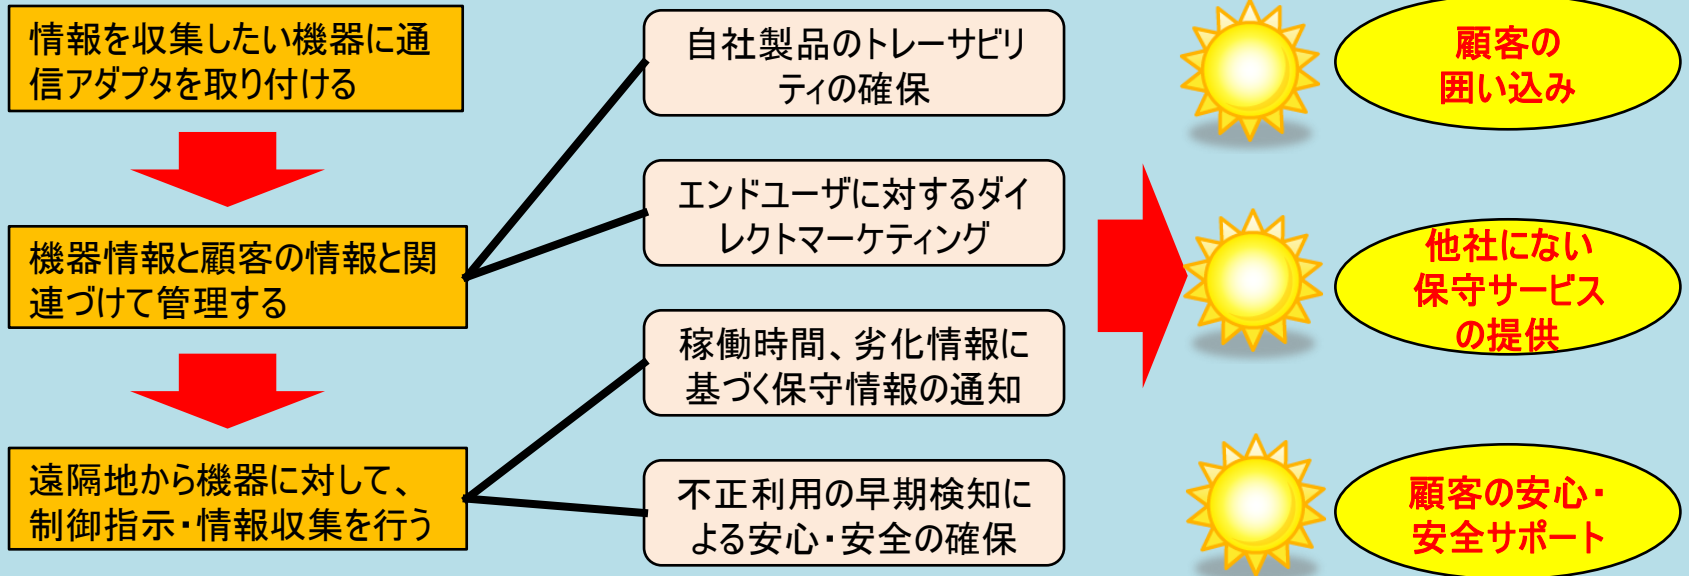 情報を収集したい機器に通
信アダプタを取り付ける
機器情報と顧客の情報と関
連づけて管理する
遠隔地から機器に対して、
制御指示・情報収集を行う
自社製品のトレーサビリ
ティの確保
エンドユーザに対するダイ
レクトマーケティング
稼働時間、劣化情報に
基づく保守情報の通知
不正利用の早期検知に
よる安心・安全の確保
顧客の
囲い込み
他社にない
保守サービス
の提供
顧客の安心・
安全サポート